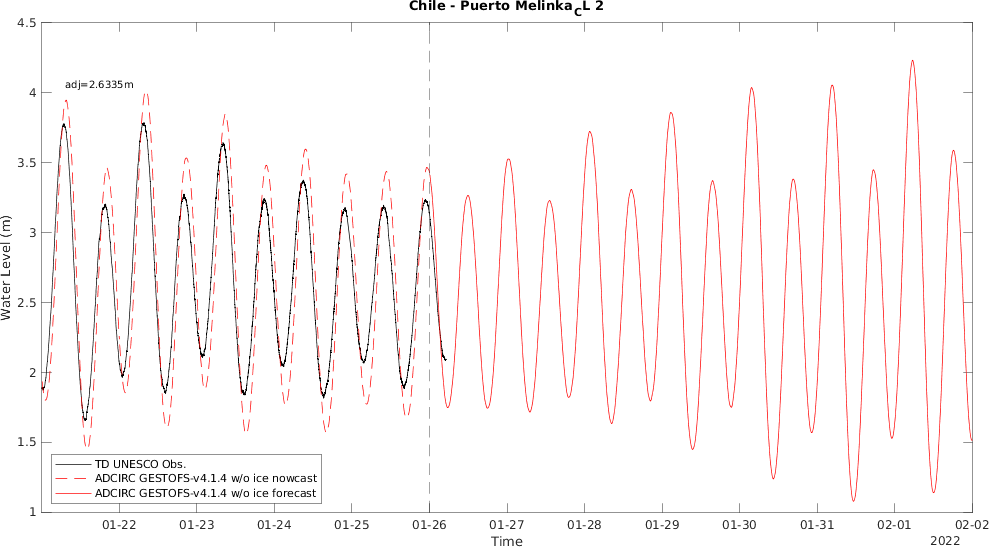 Chile - Puerto MelinkaCL 2
4.5
4
3.5
3
2.5
2
1.5
1
Water Level (m)
adj=2.6335m
TD UNESCO Obs.
ADCIRC GESTOFS-v4.1.4 w/o ice nowcast
ADCIRC GESTOFS-v4.1.4 w/o ice forecast
01-22 01-23 01-24 01-25 01-26 01-27 01-28 01-29 01-30 01-31 02-01 02-02
Time
2022